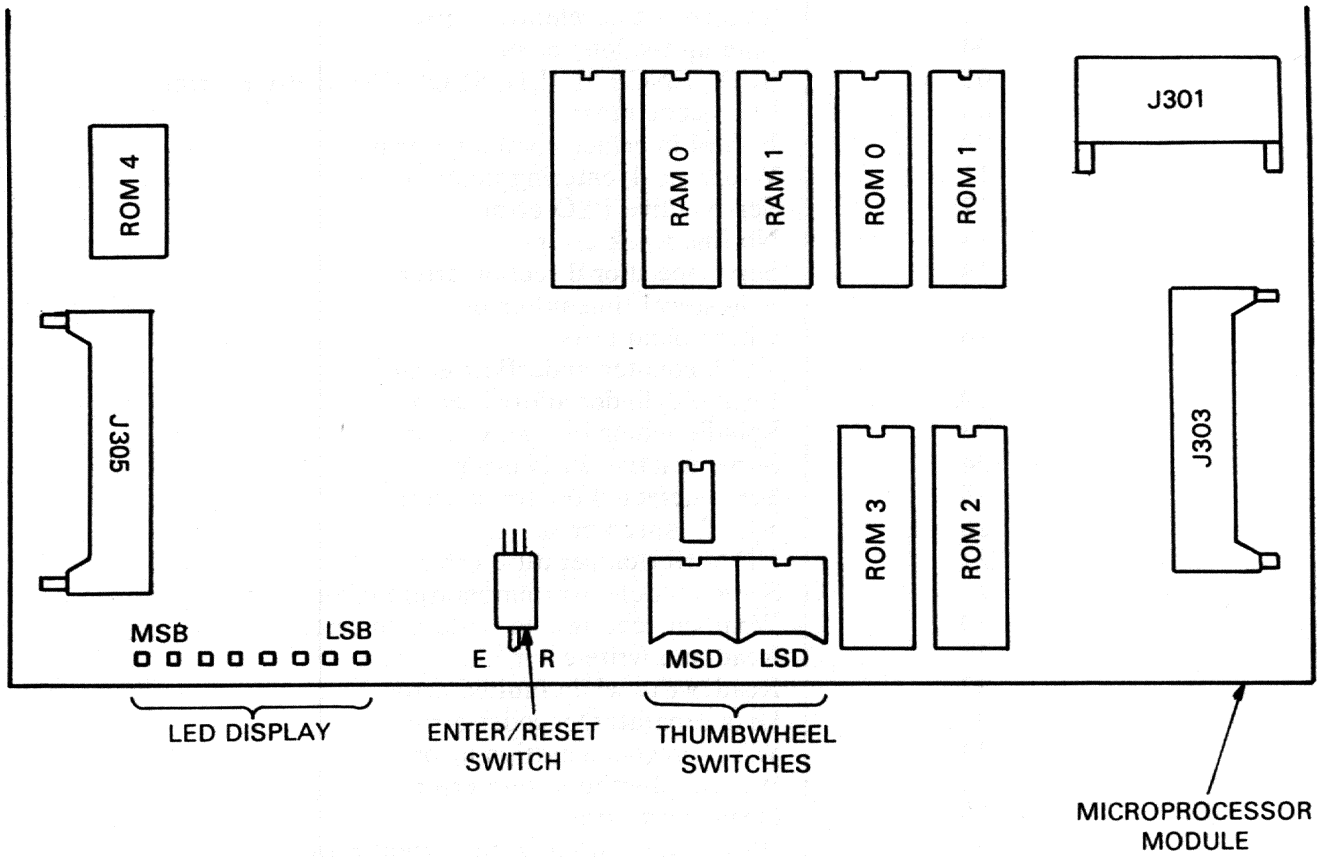 J301
ROM 4
RAM 0
RAM 1
ROM 0
ROM 1
J305
J303
ROM 3
ROM 2
MSB
LSB
E
R
MSD
LSD
LED DISPLAY
ENTER/RESET
SWITCH
THUMBWHEEL
SWITCHES
MICROPROCESSOR
MODULE